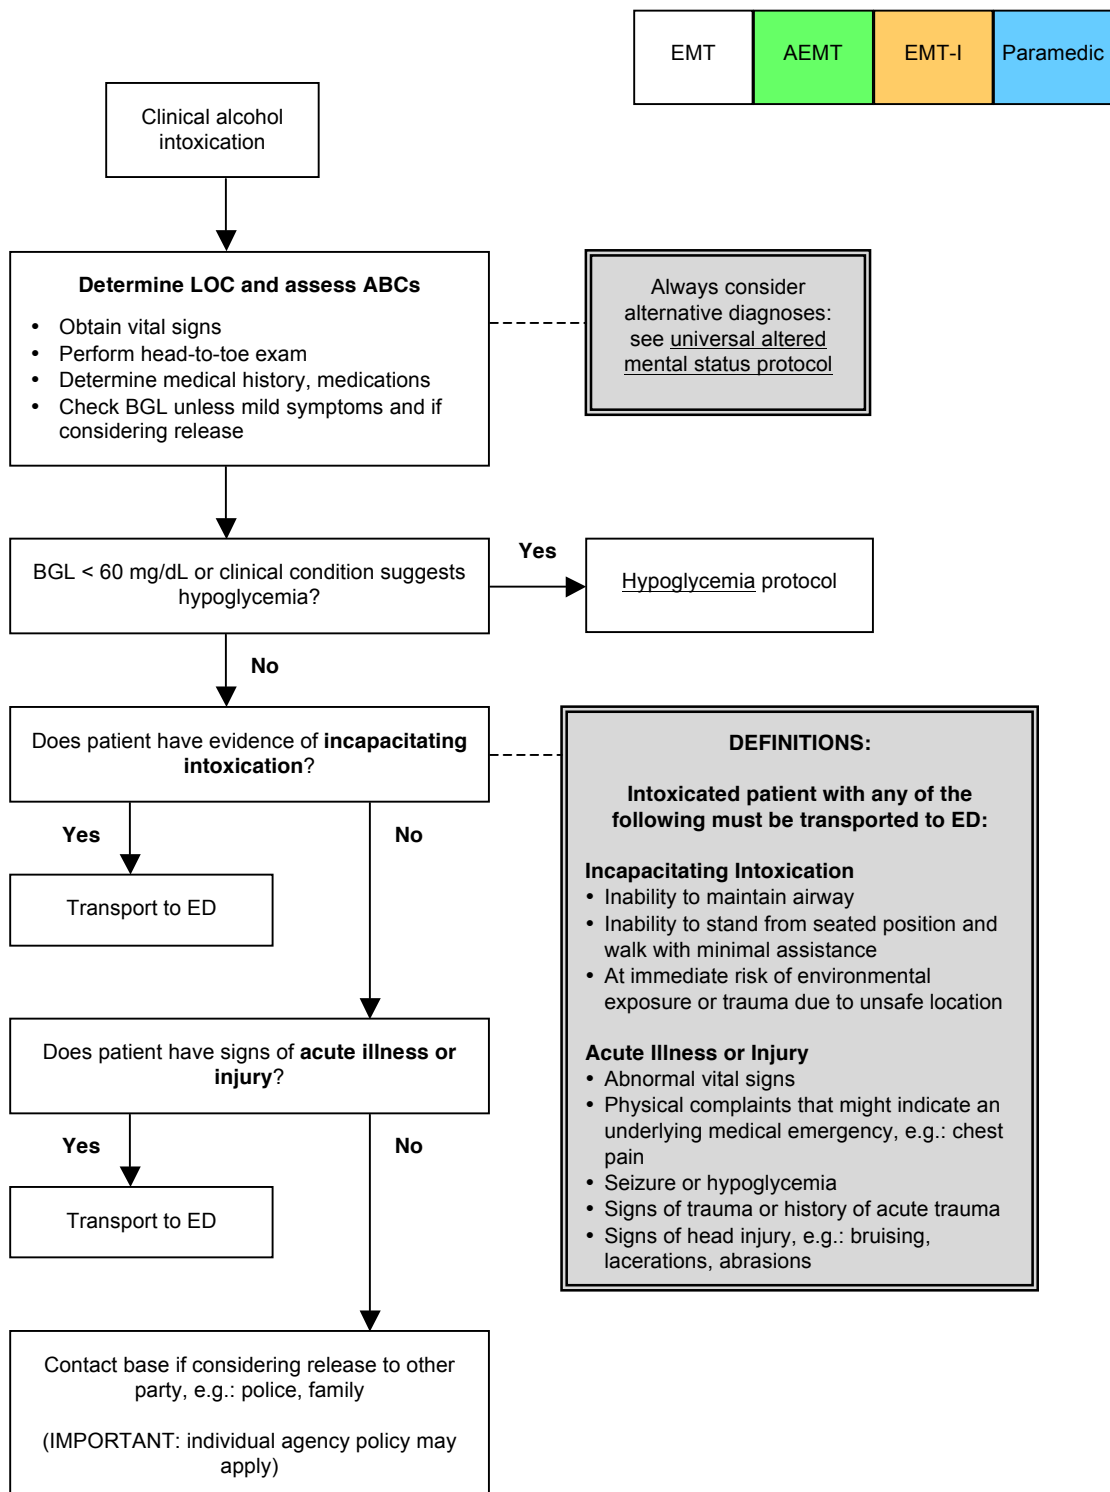 EMT AEMT EMT-I Paramedic
Clinical alcohol
intoxication
Determine LOC and assess ABCs
• Obtain vital signs
• Perform head-to-toe exam
• Determine medical history, medications
• Check BGL unless mild symptoms and if
considering release
Always consider
alternative diagnoses:
see universal altered
mental status protocol
BGL < 60 mg/dL or clinical condition suggests
hypoglycemia?
Yes
Hypoglycemia protocol
No
Does patient have evidence of incapacitating
intoxication?
Yes
No
Transport to ED
DEFINITIONS:
Intoxicated patient with any of the
following must be transported to ED:
Incapacitating Intoxication
• Inability to maintain airway
• Inability to stand from seated position and
walk with minimal assistance
• At immediate risk of environmental
exposure or trauma due to unsafe location
Acute Illness or Injury
• Abnormal vital signs
• Physical complaints that might indicate an
underlying medical emergency, e.g.: chest
pain
• Seizure or hypoglycemia
• Signs of trauma or history of acute trauma
• Signs of head injury, e.g.: bruising,
lacerations, abrasions
Does patient have signs of acute illness or
injury?
Yes
No
Transport to ED
Contact base if considering release to other
party, e.g.: police, family
(IMPORTANT: individual agency policy may
apply)